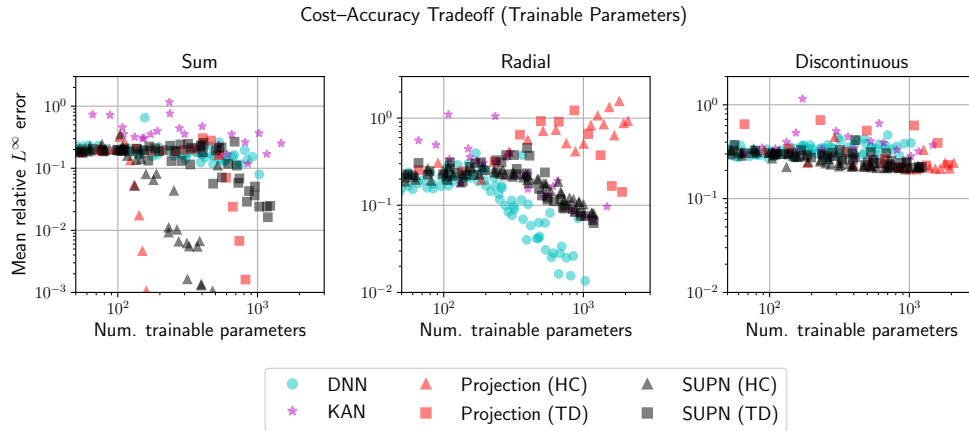 Cost–Accuracy Tradeoff (Trainable Parameters)
Sum
Radial
Discontinuous
Mean relative L^∞ error
10^0
10^-1
10^-2
10^-3
10^2
10^3
Num. trainable parameters
10^1
10^0
10^-1
10^-2
10^2
10^3
Num. trainable parameters
10^0
10^-1
10^-2
10^2
10^3
Num. trainable parameters
DNN
Projection (HC)
SUPN (HC)
KAN
Projection (TD)
SUPN (TD)